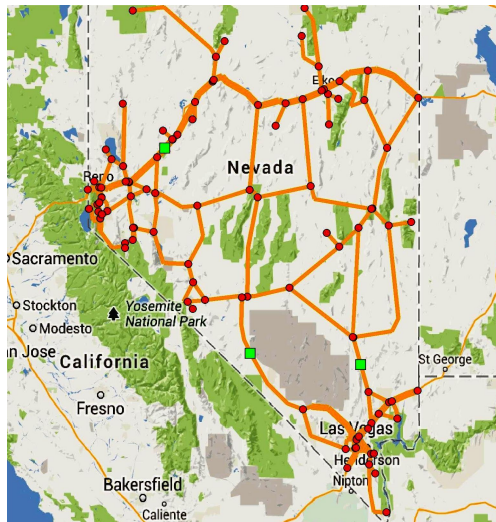 Elko
Nevada
Reno
Sacramento
Stockton
Yosemite
National Park
Modesto
an Jose
California
St George
Fresno
Las Vegas
Henderson
Nipton
Bakersfield
Caliente